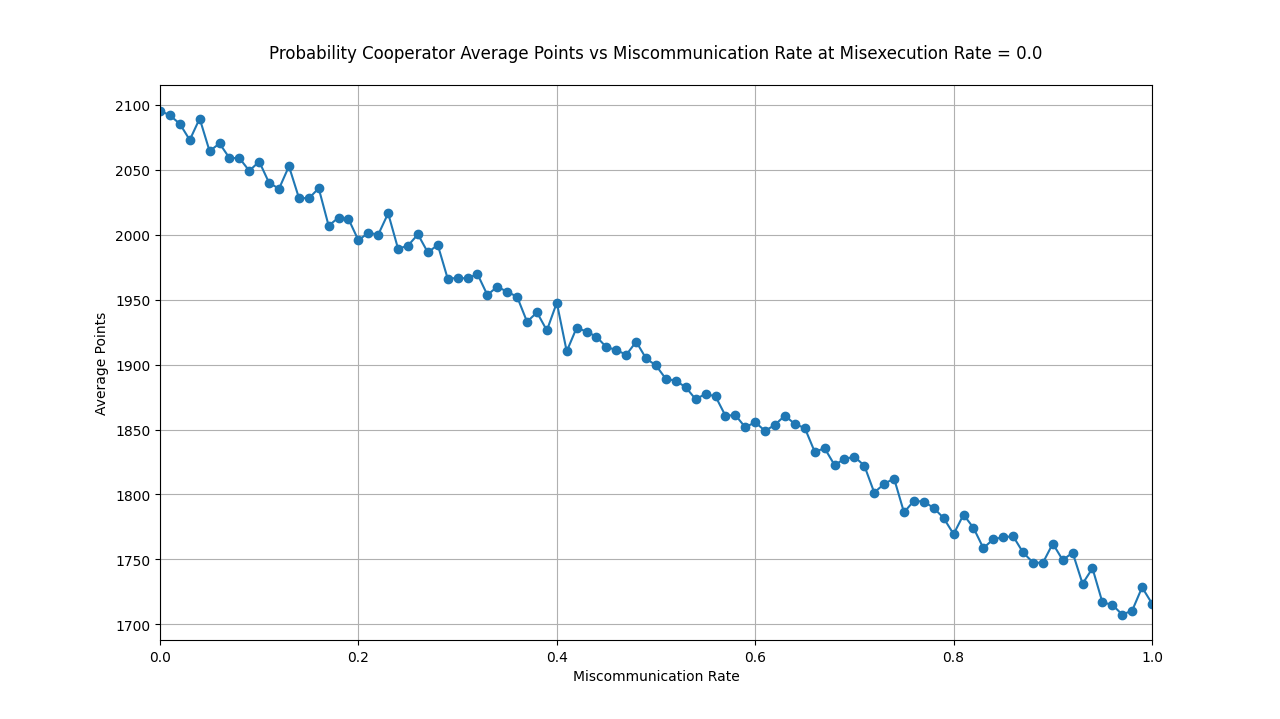 Probability Cooperator Average Points vs Miscommunication Rate at Misexecution Rate = 0.0
2100
2050
2000
1950
1900
1850
1800
1750
1700
Average Points
0.0 0.2 0.4 0.6 0.8 1.0
Miscommunication Rate